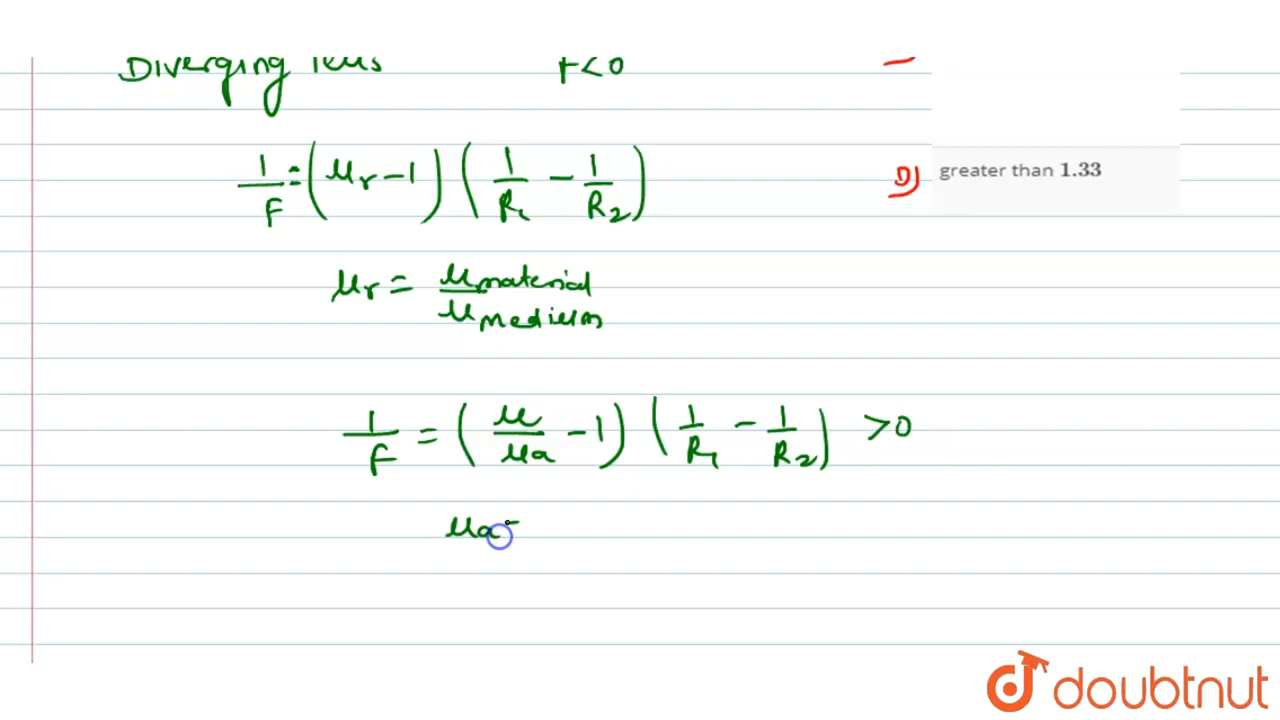 Diverging lens F<0
1/F = (μr - 1) (1/R1 - 1/R2)
D) greater than 1.33
μr = μmaterial/μmedium
1/F = (μ/μa - 1) (1/R1 - 1/R2) >0
μa
doubtnut